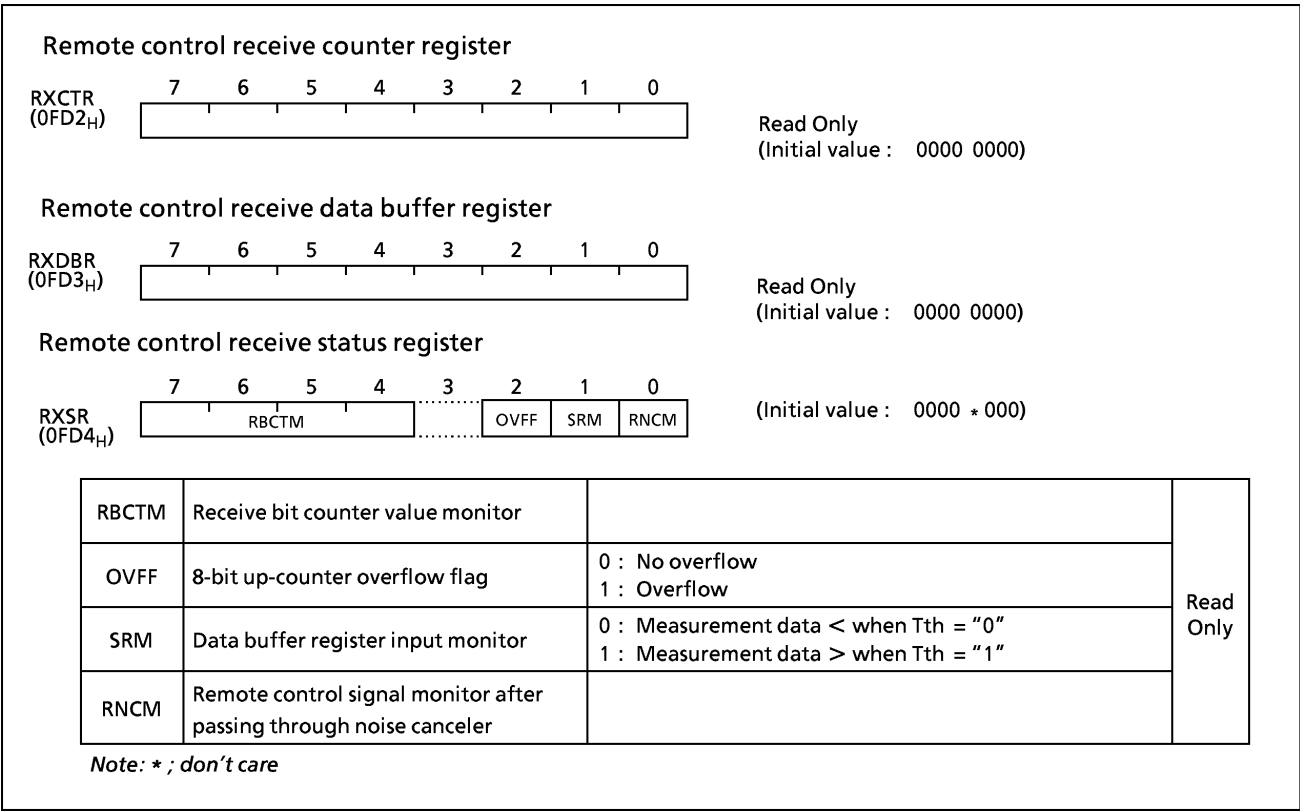 Remote control receive counter register
7 6 5 4 3 2 1 0
RXCTR
(0FD2H)
Read Only
(Initial value : 0000 0000)
Remote control receive data buffer register
7 6 5 4 3 2 1 0
RXDBR
(0FD3H)
Read Only
(Initial value : 0000 0000)
Remote control receive status register
7 6 5 4 3 2 1 0
RXSR
(0FD4H)
RBCTM OVFF SRM RNCM
(Initial value : 0000 * 000)
RBCTM Receive bit counter value monitor
OVFF 8-bit up-counter overflow flag
0 : No overflow
1 : Overflow
SRM Data buffer register input monitor
0 : Measurement data < when Tth = "0"
1 : Measurement data > when Tth = "1"
RNCM Remote control signal monitor after
passing through noise canceler
Read
Only
Note: * ; don't care